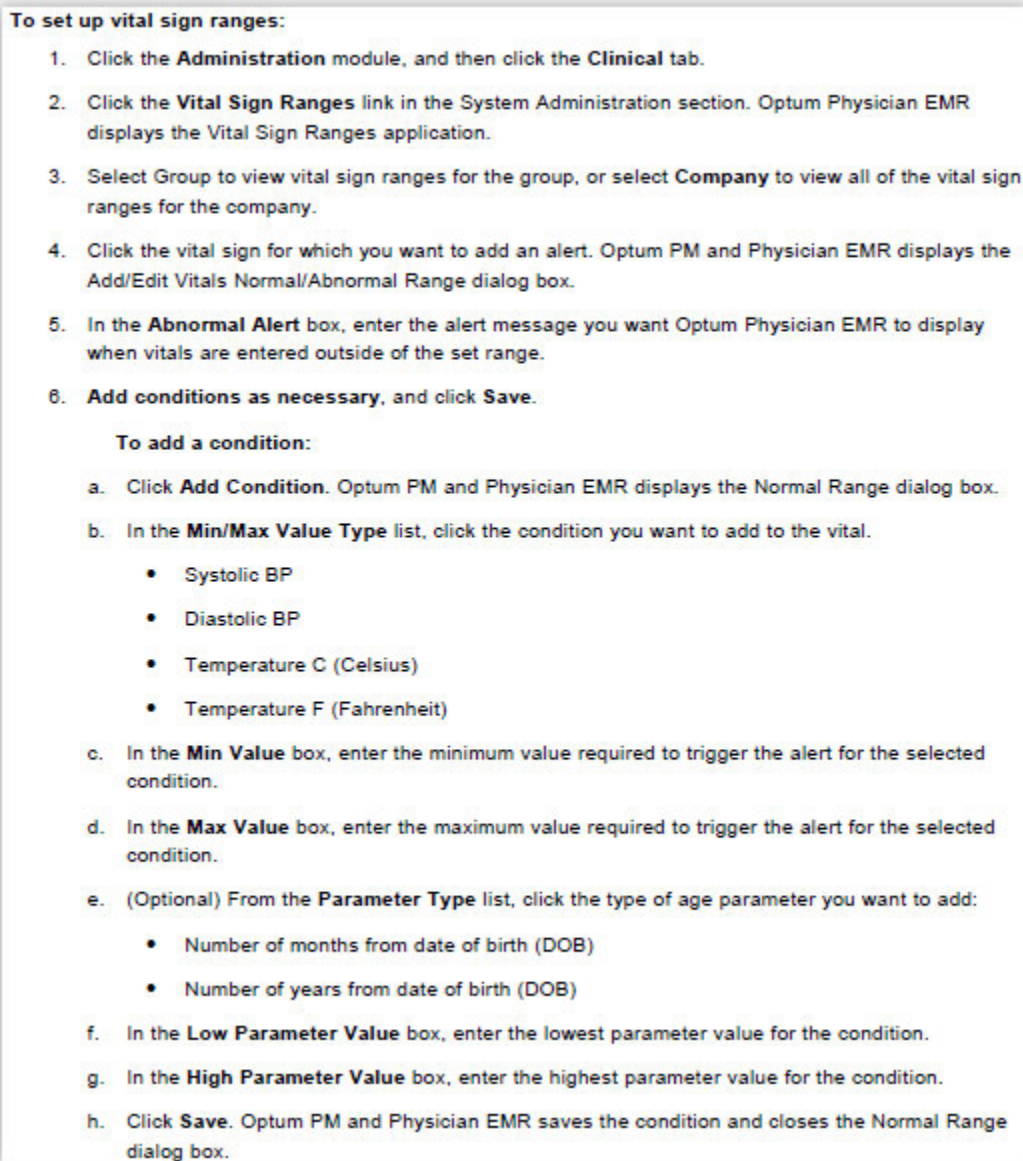 To set up vital sign ranges:
1. Click the Administration module, and then click the Clinical tab.
2. Click the Vital Sign Ranges link in the System Administration section. Optum Physician EMR
displays the Vital Sign Ranges application.
3. Select Group to view vital sign ranges for the group, or select Company to view all of the vital sign
ranges for the company.
4. Click the vital sign for which you want to add an alert. Optum PM and Physician EMR displays the
Add/Edit Vitals Normal/Abnormal Range dialog box.
5. In the Abnormal Alert box, enter the alert message you want Optum Physician EMR to display
when vitals are entered outside of the set range.
6. Add conditions as necessary, and click Save.
To add a condition:
a. Click Add Condition. Optum PM and Physician EMR displays the Normal Range dialog box.
b. In the Min/Max Value Type list, click the condition you want to add to the vital.
• Systolic BP
• Diastolic BP
• Temperature C (Celsius)
• Temperature F (Fahrenheit)
c. In the Min Value box, enter the minimum value required to trigger the alert for the selected
condition.
d. In the Max Value box, enter the maximum value required to trigger the alert for the selected
condition.
e. (Optional) From the Parameter Type list, click the type of age parameter you want to add:
• Number of months from date of birth (DOB)
• Number of years from date of birth (DOB)
f. In the Low Parameter Value box, enter the lowest parameter value for the condition.
g. In the High Parameter Value box, enter the highest parameter value for the condition.
h. Click Save. Optum PM and Physician EMR saves the condition and closes the Normal Range
dialog box.